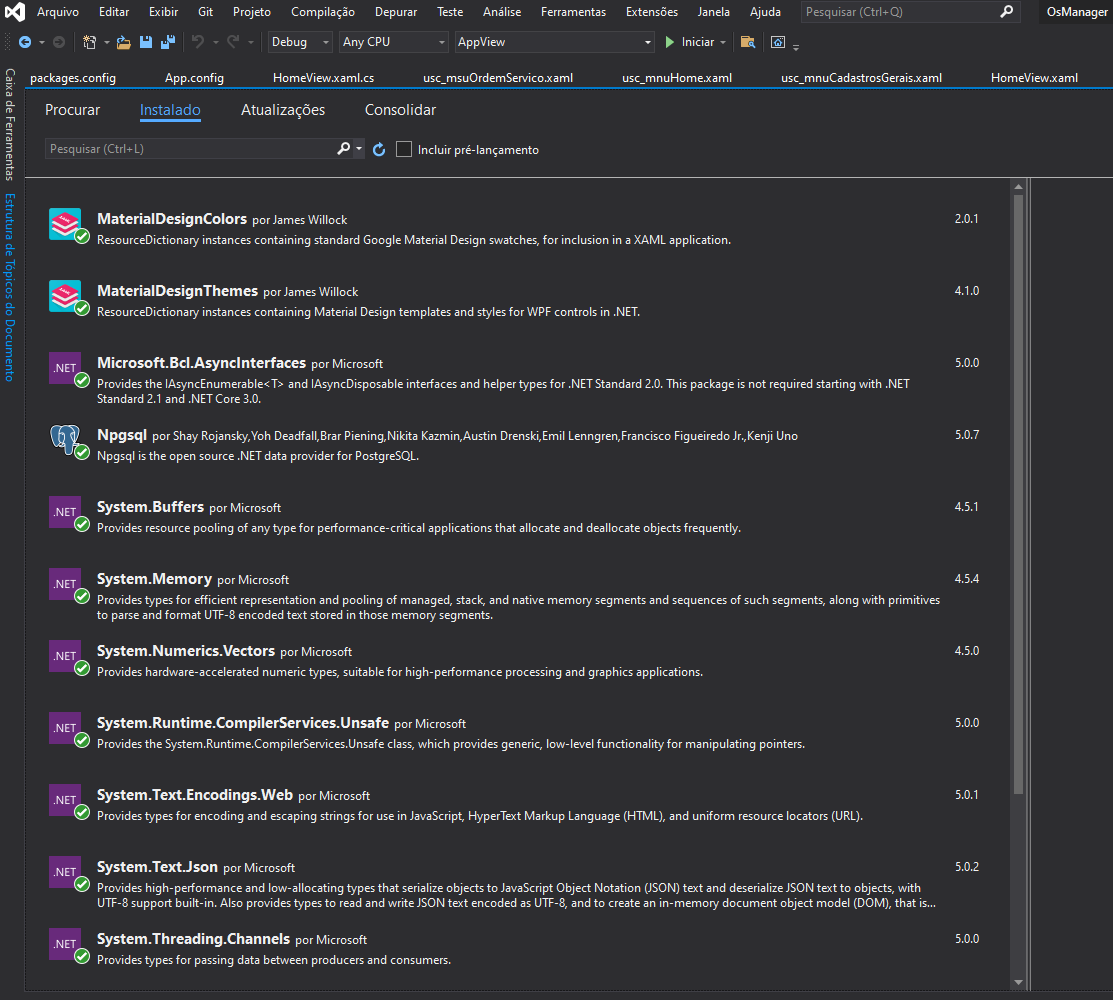 Arquivo Editar Exibir Git Projeto Compilação Depurar Teste Análise Ferramentas Extensões Janela Ajuda Pesquisar (Ctrl+Q) OsManager
Debug Any CPU AppView Iniciar
Caixa de Ferramentas
Estrutura de Tópicos do Documento
packages.config App.config HomeView.xaml.cs usc_msuOrdemServico.xaml usc_mnuHome.xaml usc_mnuCadastrosGerais.xaml HomeView.xaml
Procurar Instalado Atualizações Consolidar
Pesquisar (Ctrl+L) Incluir pré-lançamento
MaterialDesignColors por James Willock 2.0.1
ResourceDictionary instances containing standard Google Material Design swatches, for inclusion in a XAML application.
MaterialDesignThemes por James Willock 4.1.0
ResourceDictionary instances containing Material Design templates and styles for WPF controls in .NET.
.NET Microsoft.Bcl.AsyncInterfaces por Microsoft 5.0.0
Provides the IAsyncEnumerable<T> and IAsyncDisposable interfaces and helper types for .NET Standard 2.0. This package is not required starting with .NET
Standard 2.1 and .NET Core 3.0.
Npgsql por Shay Rojansky,Yoh Deadfall,Brar Piening,Nikita Kazmin,Austin Drenski,Emil Lenngren,Francisco Figueiredo Jr.,Kenji Uno 5.0.7
Npgsql is the open source .NET data provider for PostgreSQL.
.NET System.Buffers por Microsoft 4.5.1
Provides resource pooling of any type for performance-critical applications that allocate and deallocate objects frequently.
.NET System.Memory por Microsoft 4.5.4
Provides types for efficient representation and pooling of managed, stack, and native memory segments and sequences of such segments, along with primitives
to parse and format UTF-8 encoded text stored in those memory segments.
.NET System.Numerics.Vectors por Microsoft 4.5.0
Provides hardware-accelerated numeric types, suitable for high-performance processing and graphics applications.
.NET System.Runtime.CompilerServices.Unsafe por Microsoft 5.0.0
Provides the System.Runtime.CompilerServices.Unsafe class, which provides generic, low-level functionality for manipulating pointers.
.NET System.Text.Encodings.Web por Microsoft 5.0.1
Provides types for encoding and escaping strings for use in JavaScript, HyperText Markup Language (HTML), and uniform resource locators (URL).
.NET System.Text.Json por Microsoft 5.0.2
Provides high-performance and low-allocating types that serialize objects to JavaScript Object Notation (JSON) text and deserialize JSON text to objects, with
UTF-8 support built-in. Also provides types to read and write JSON text encoded as UTF-8, and to create an in-memory document object model (DOM), that is...
.NET System.Threading.Channels por Microsoft 5.0.0
Provides types for passing data between producers and consumers.